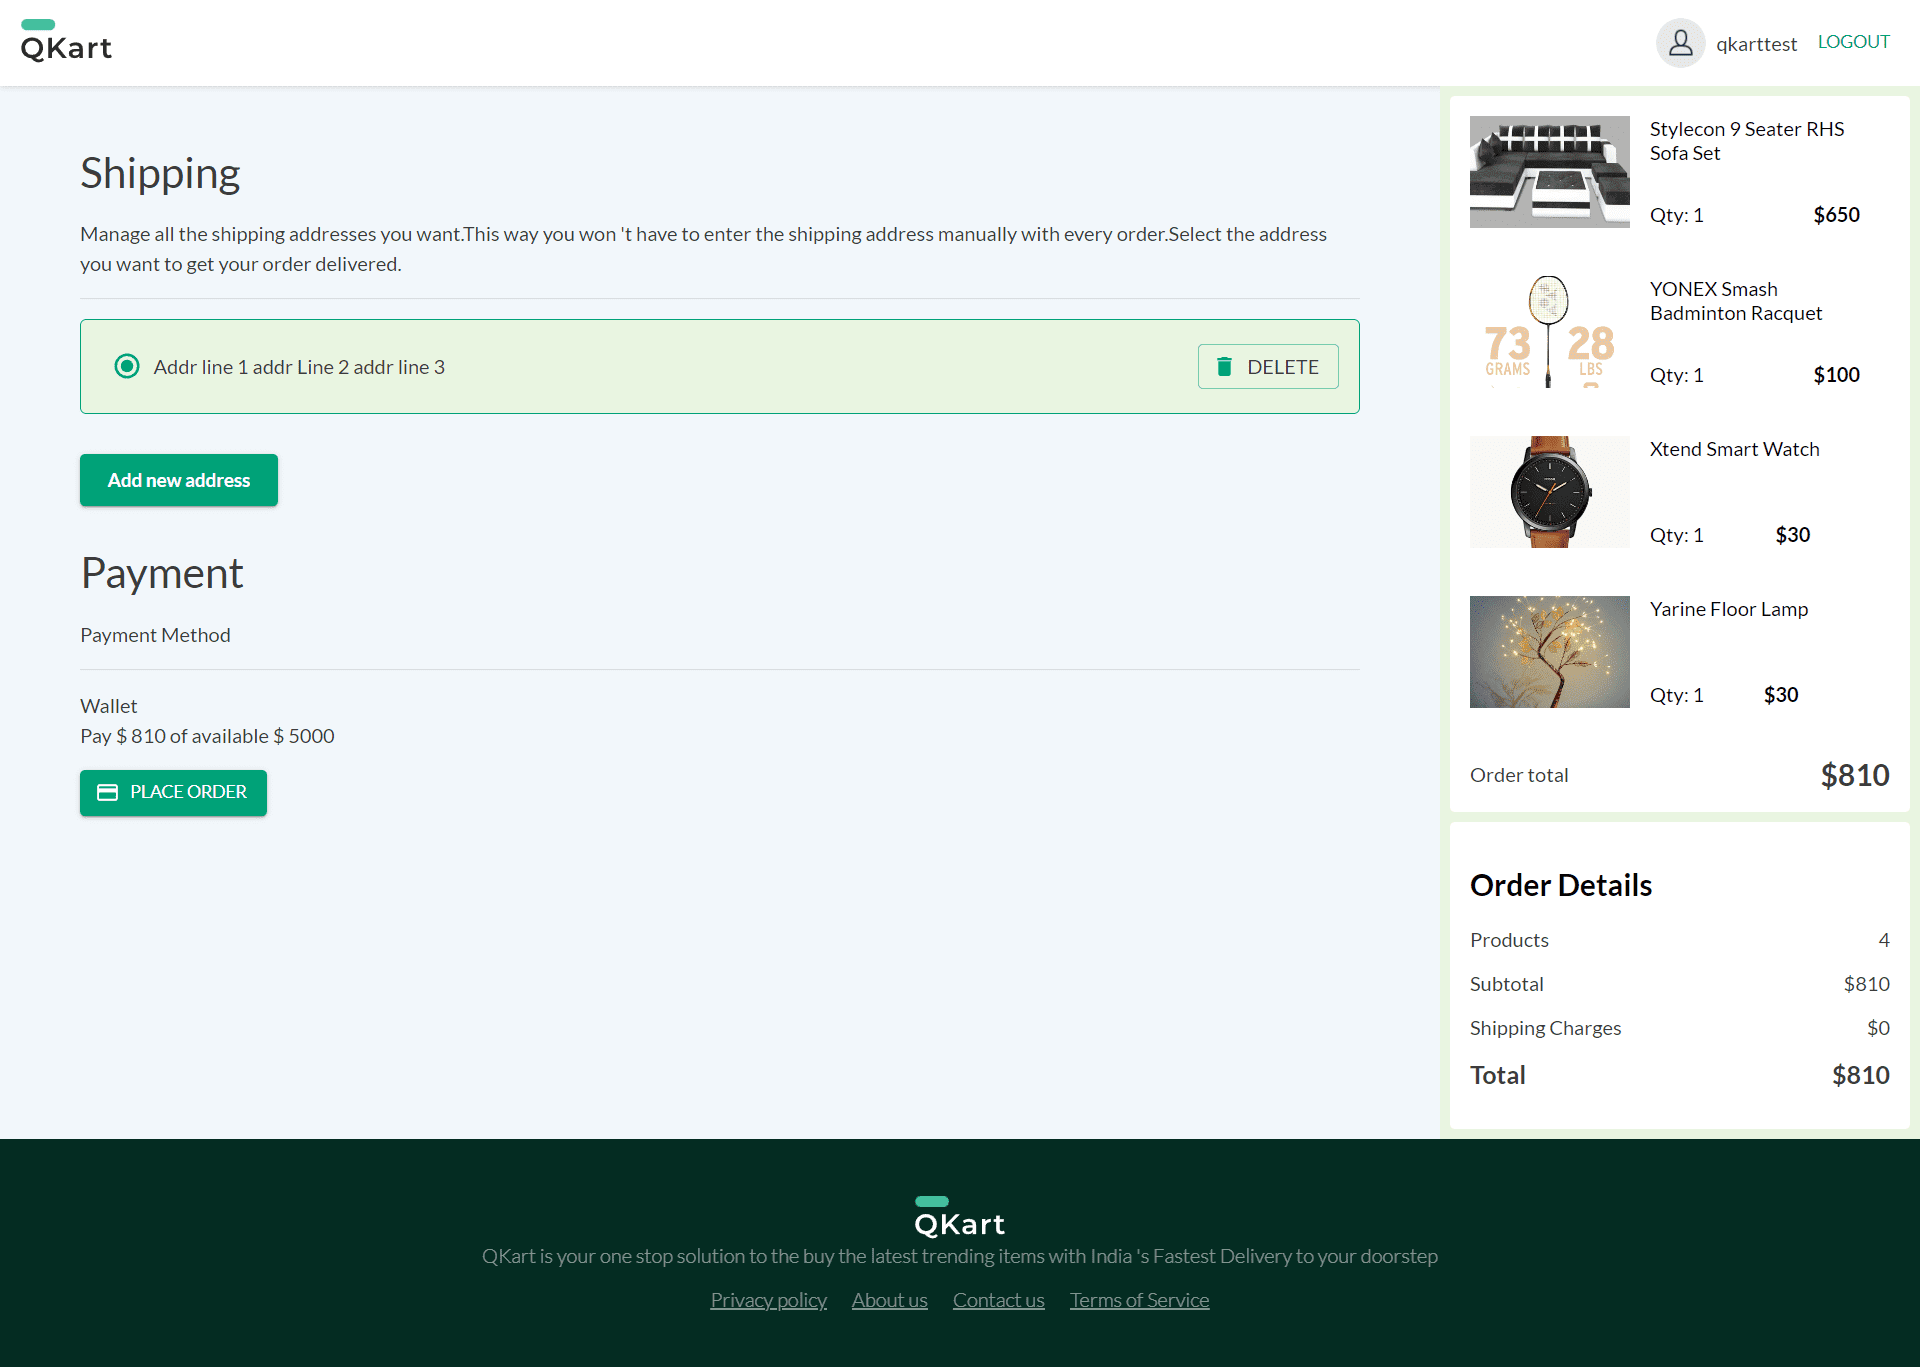 QKart
qkarttest
LOGOUT
Shipping
Manage all the shipping addresses you want.This way you won 't have to enter the shipping address manually with every order.Select the address
you want to get your order delivered.
Addr line 1 addr Line 2 addr line 3
DELETE
Add new address
Payment
Payment Method
Wallet
Pay $ 810 of available $ 5000
PLACE ORDER
Stylecon 9 Seater RHS
Sofa Set
Qty: 1 $650
73 28
GRAMS LBS
YONEX Smash
Badminton Racquet
Qty: 1 $100
Xtend Smart Watch
Qty: 1 $30
Yarine Floor Lamp
Qty: 1 $30
Order total $810
Order Details
Products 4
Subtotal $810
Shipping Charges $0
Total $810
QKart
QKart is your one stop solution to the buy the latest trending items with India 's Fastest Delivery to your doorstep
Privacy policy About us Contact us Terms of Service